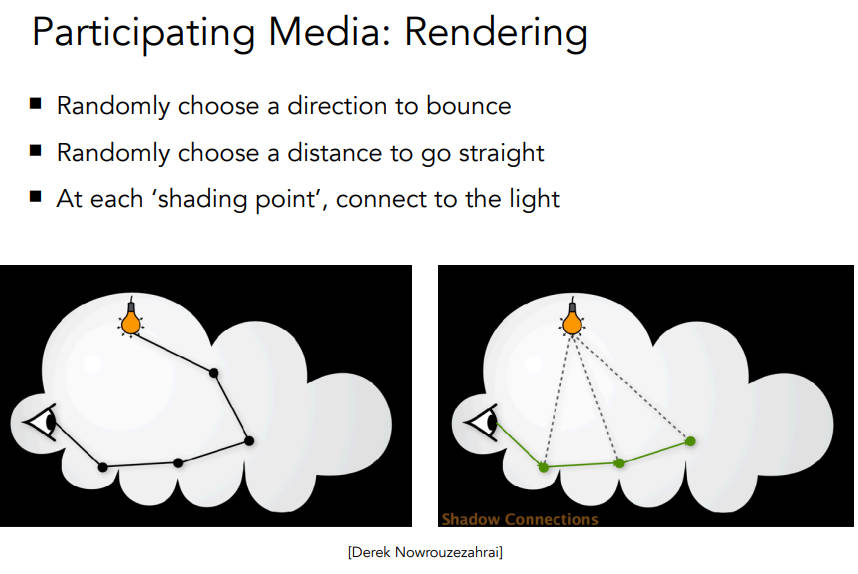 Participating Media: Rendering
■ Randomly choose a direction to bounce
■ Randomly choose a distance to go straight
■ At each ‘shading point’, connect to the light
Shadow Connections
[Derek Nowrouzezahrai]